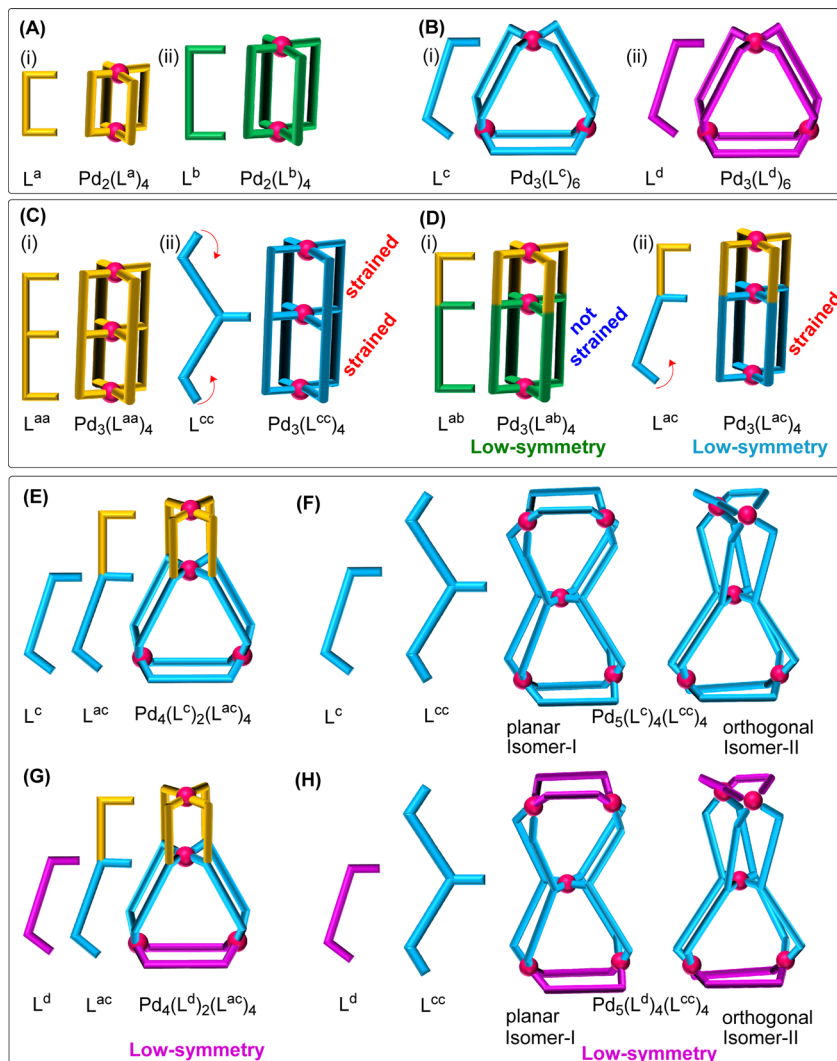 (A)
(i)
(ii)
L^a
Pd2(L^a)4
L^b
Pd2(L^b)4
(B)
(i)
(ii)
L^c
Pd3(L^c)6
L^d
Pd3(L^d)6
(C)
(i)
(ii)
strained
strained
L^aa
Pd3(L^aa)4
L^cc
Pd3(L^cc)4
(D)
(i)
not
strained
(ii)
strained
L^ab
Pd3(L^ab)4
Low-symmetry
L^ac
Pd3(L^ac)4
Low-symmetry
(E)
L^c
L^ac
Pd4(L^c)2(L^ac)4
(F)
L^c
L^cc
planar
Isomer-I
Pd5(L^c)4(L^cc)4
orthogonal
Isomer-II
(G)
L^d
L^ac
Pd4(L^d)2(L^ac)4
Low-symmetry
(H)
L^d
L^cc
planar
Isomer-I
Pd5(L^d)4(L^cc)4
orthogonal
Isomer-II
Low-symmetry